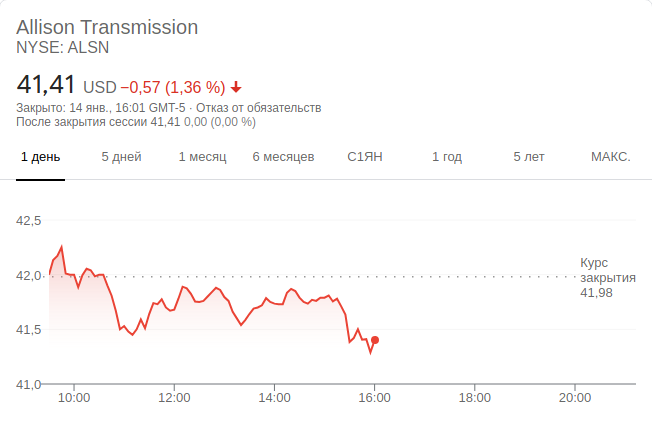 Allison Transmission
NYSE: ALSN
41,41 USD −0,57 (1,36 %)
Закрыто: 14 янв., 16:01 GMT-5 · Отказ от обязательств
После закрытия сессии 41,41 0,00 (0,00 %)
1 день 5 дней 1 месяц 6 месяцев С1ЯН 1 год 5 лет МАКС.
42,5
42,0
41,5
41,0
Курс
закрытия
41,98
10:00 12:00 14:00 16:00 18:00 20:00